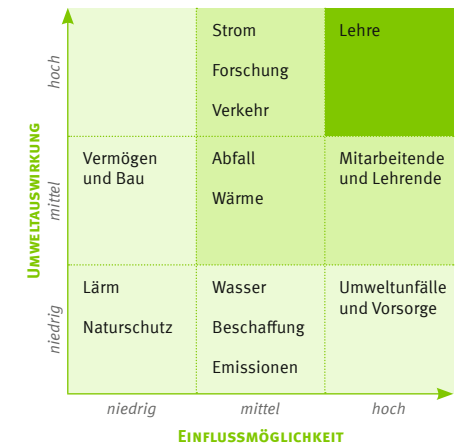 UMWELTAUSWIRKUNG
hoch
Strom
Forschung
Verkehr
Lehre
mittel
Vermögen
und Bau
Abfall
Wärme
Mitarbeitende
und Lehrende
niedrig
Lärm
Naturschutz
Wasser
Beschaffung
Emissionen
Umweltunfälle
und Vorsorge
niedrig
mittel
hoch
EINFLUSSMÖGLICHKEIT